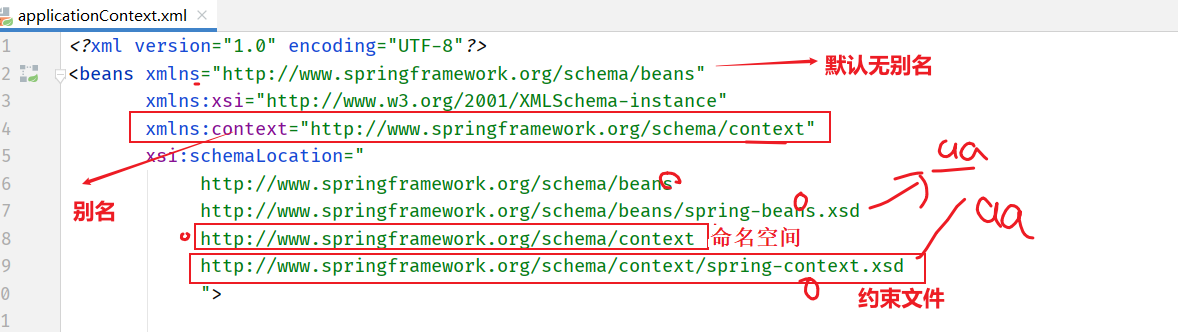 applicationContext.xml
1 <?xml version="1.0" encoding="UTF-8"?>
2 <beans xmlns="http://www.springframework.org/schema/beans" 默认无别名
3 xmlns:xsi="http://www.w3.org/2001/XMLSchema-instance"
4 xmlns:context="http://www.springframework.org/schema/context"
5 xsi:schemaLocation="
aa
6 http://www.springframework.org/schema/beans
别名
7 http://www.springframework.org/schema/beans/spring-beans.xsd
aa
8 http://www.springframework.org/schema/context 命名空间
9 http://www.springframework.org/schema/context/spring-context.xsd
0 ">
约束文件
1